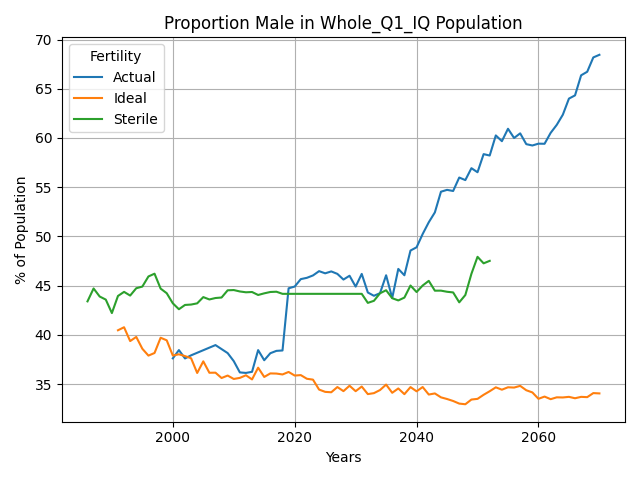 Proportion Male in Whole_Q1_IQ Population
Fertility
Actual
Ideal
Sterile
70
65
60
55
50
45
40
35
% of Population
2000
2020
2040
2060
Years